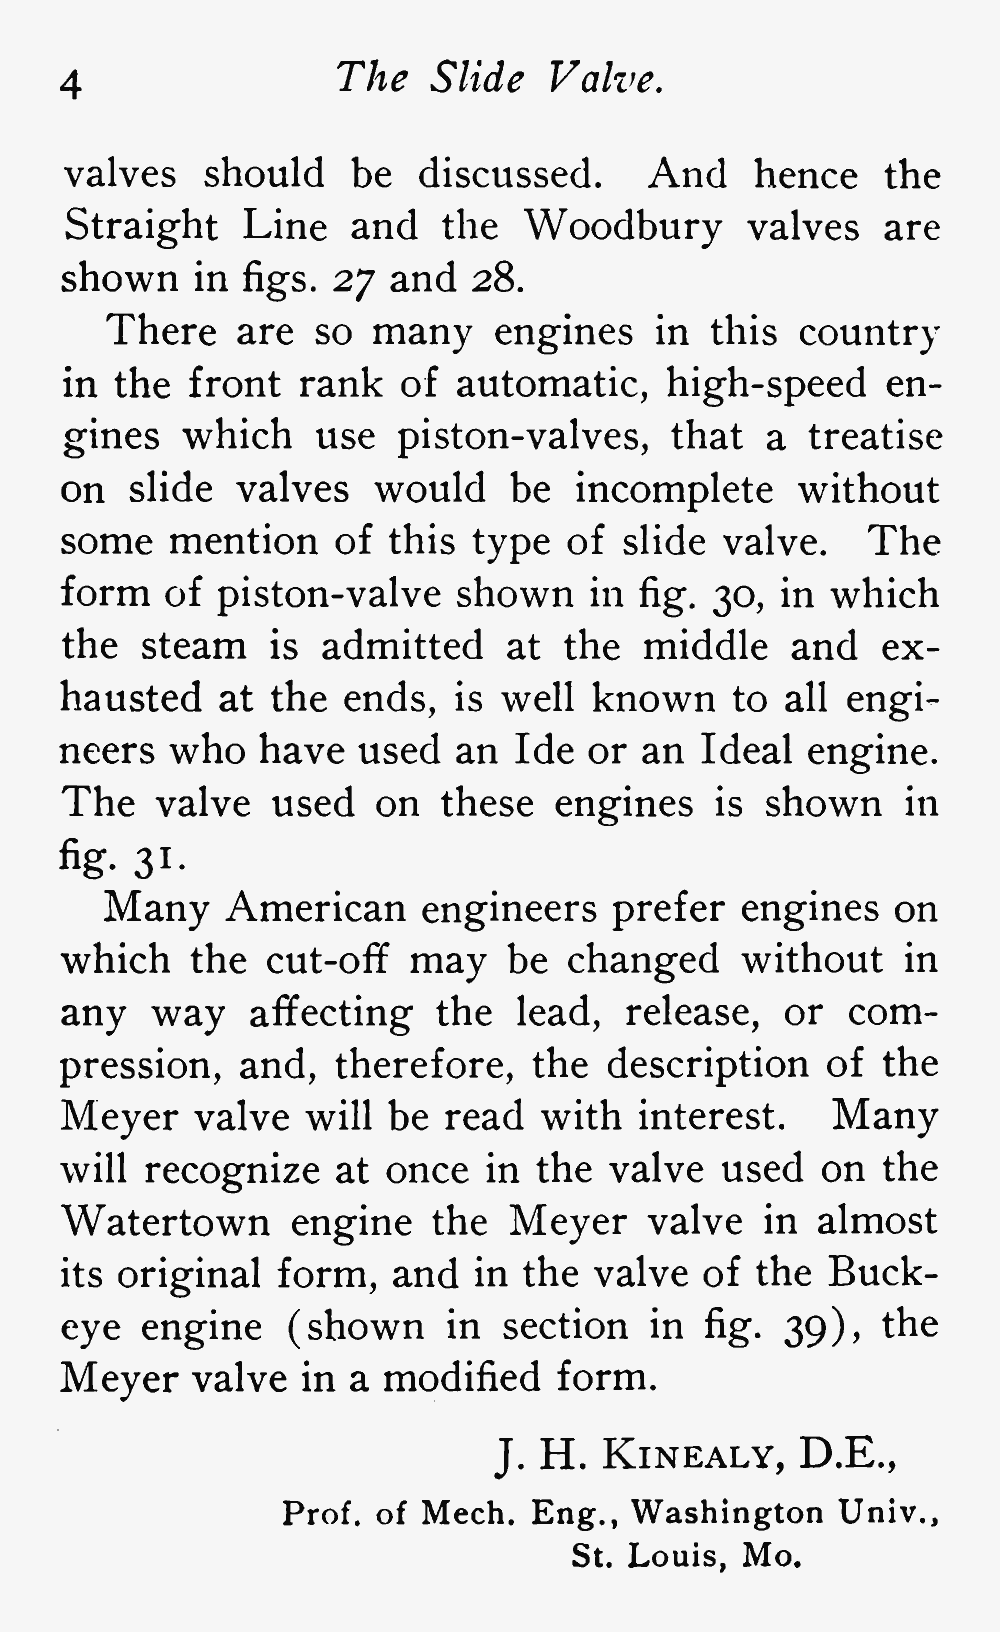 4 The Slide Valve.
valves should be discussed. And hence the
Straight Line and the Woodbury valves are
shown in figs. 27 and 28.
There are so many engines in this country
in the front rank of automatic, high-speed en-
gines which use piston-valves, that a treatise
on slide valves would be incomplete without
some mention of this type of slide valve. The
form of piston-valve shown in fig. 30, in which
the steam is admitted at the middle and ex-
hausted at the ends, is well known to all engi-
neers who have used an Ide or an Ideal engine.
The valve used on these engines is shown in
fig. 31.
Many American engineers prefer engines on
which the cut-off may be changed without in
any way affecting the lead, release, or com-
pression, and, therefore, the description of the
Meyer valve will be read with interest. Many
will recognize at once in the valve used on the
Watertown engine the Meyer valve in almost
its original form, and in the valve of the Buck-
eye engine (shown in section in fig. 39), the
Meyer valve in a modified form.
J. H. Kinealy, D.E.,
Prof. of Mech. Eng., Washington Univ.,
St. Louis, Mo.